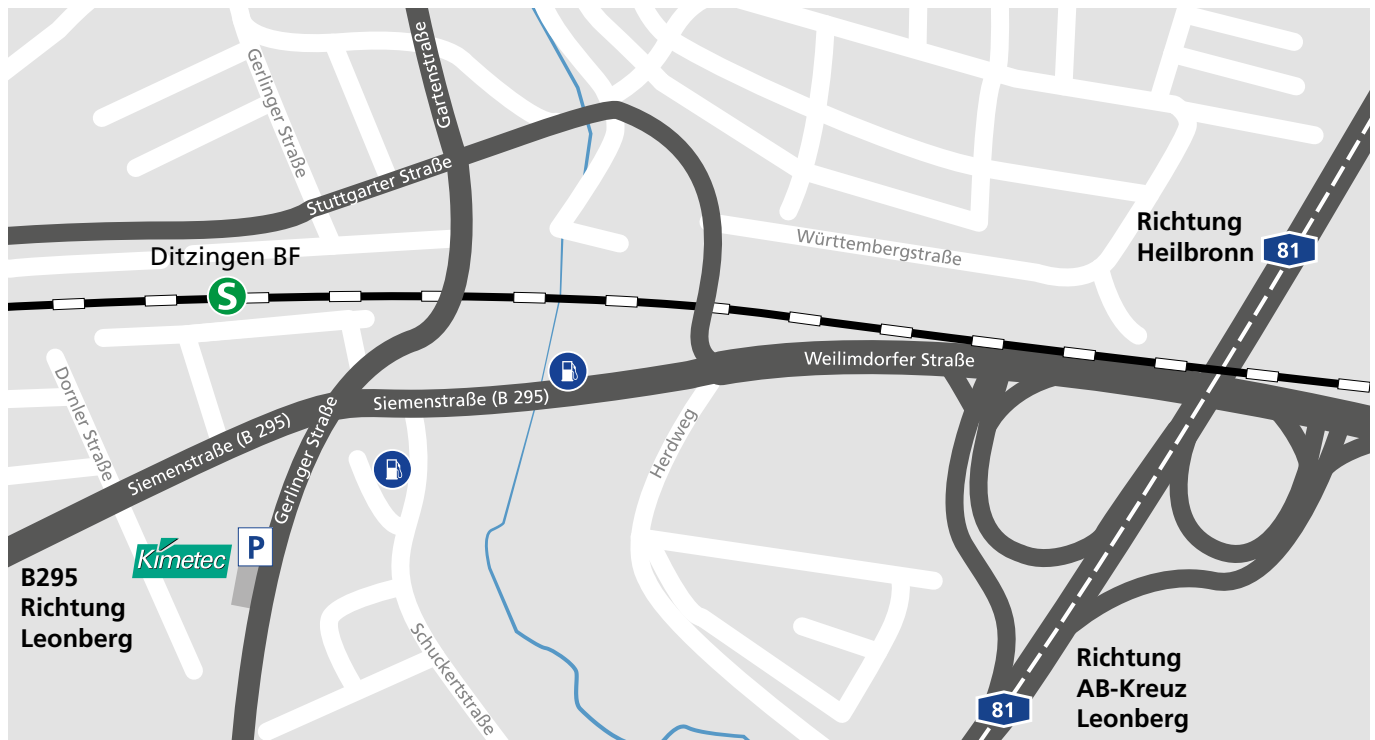 Gartenstraße
Gerlinger Straße
Stuttgarter Straße
Richtung
Heilbronn
81
Württembergstraße
Ditzingen BF
S
Weilimdorfer Straße
Siemenstraße (B 295)
Dornler Straße
Siemenstraße (B 295)
Gerlinger Straße
Herdweg
P
Kimetec
B295
Richtung
Leonberg
Schuckertstraße
Richtung
AB-Kreuz
Leonberg
81